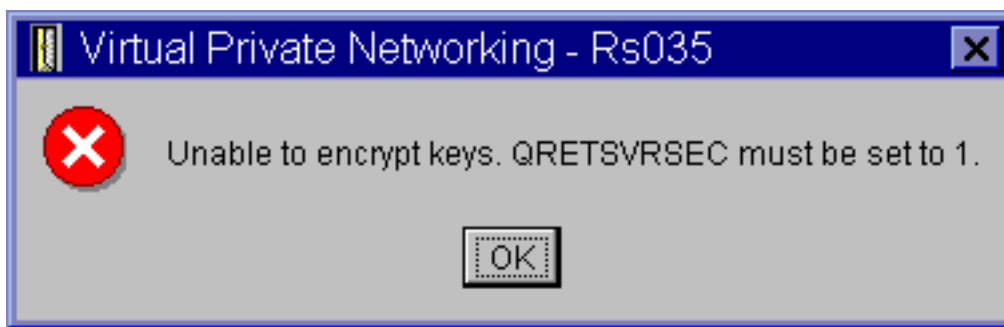 Virtual Private Networking - Rs035
Unable to encrypt keys. QRETSVRSEC must be set to 1.
OK